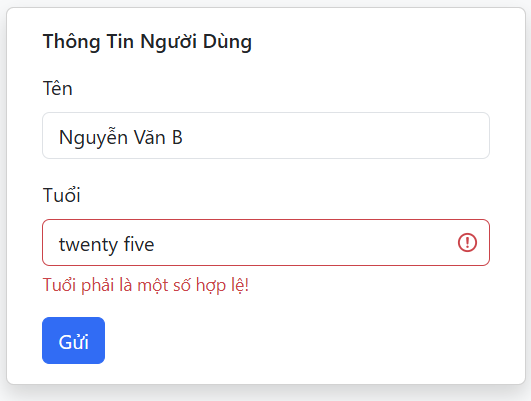 Thông Tin Người Dùng
Tên
Nguyễn Văn B
Tuổi
twenty five
Tuổi phải là một số hợp lệ!
Gửi